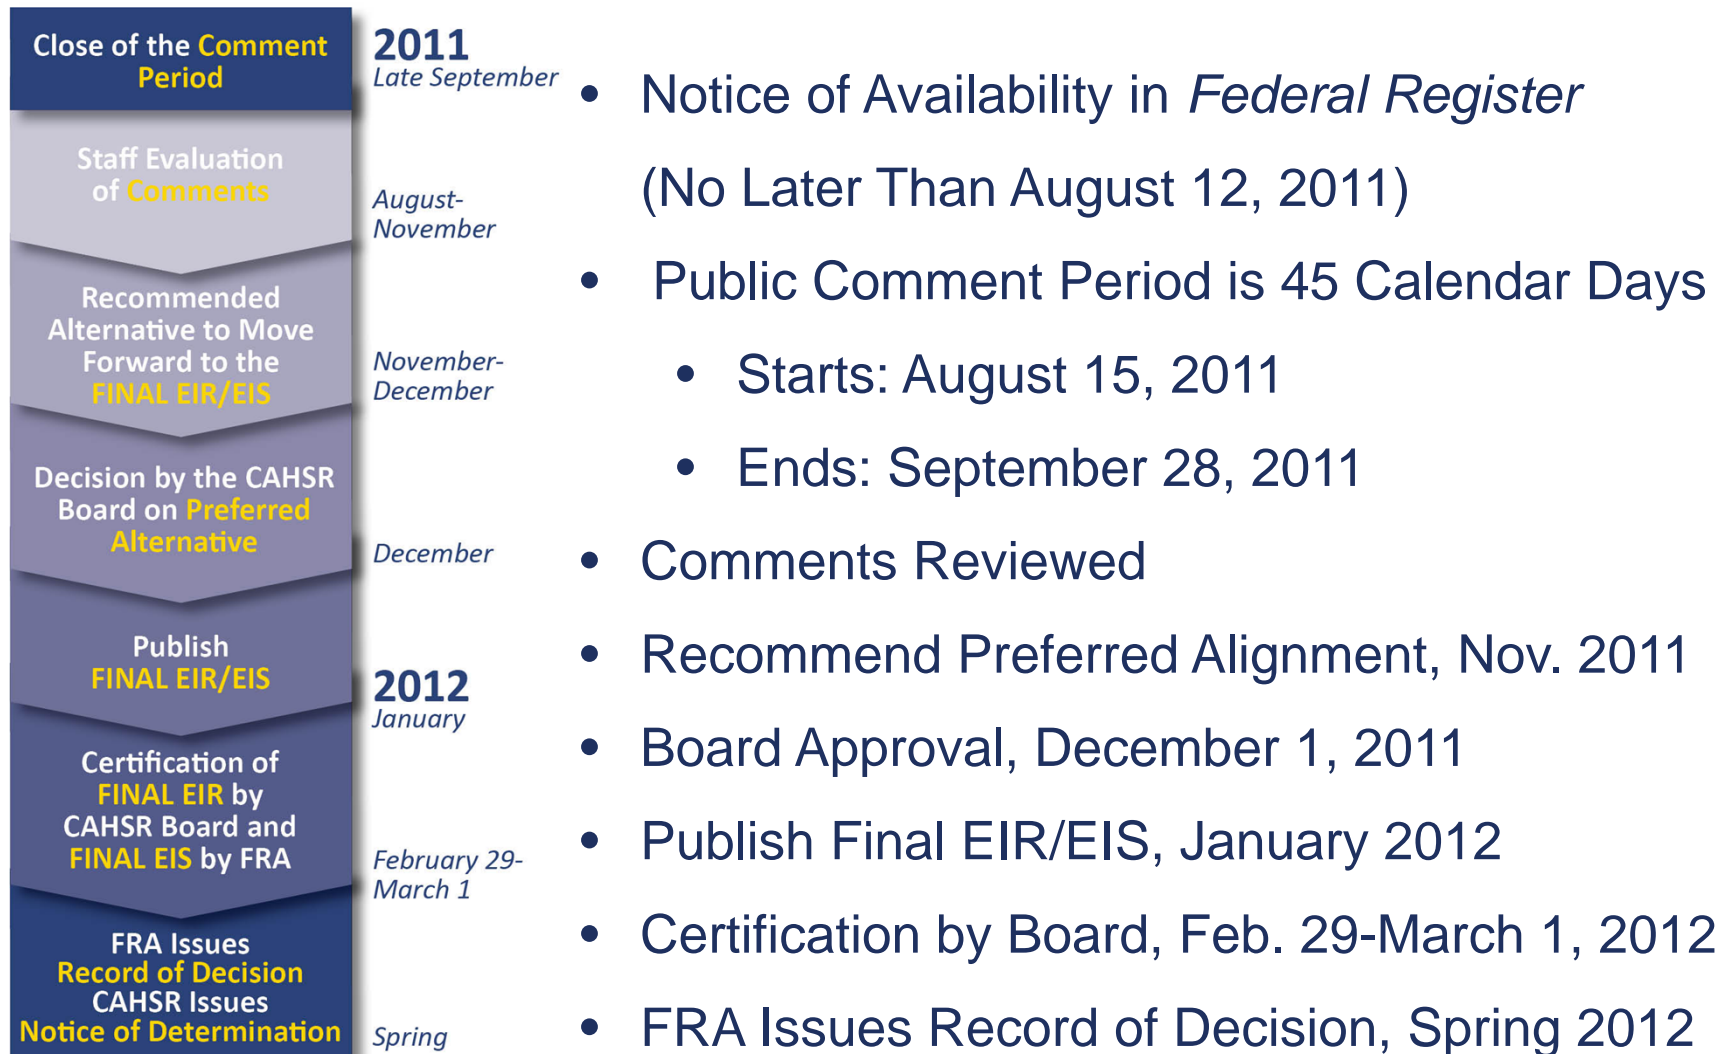 Close of the Comment
Period
2011
Late September
Staff Evaluation
of Comments
August-
November
Recommended
Alternative to Move
Forward to the
FINAL EIR/EIS
November-
December
Decision by the CAHSR
Board on Preferred
Alternative
December
Publish
FINAL EIR/EIS
2012
January
Certification of
FINAL EIR by
CAHSR Board and
FINAL EIS by FRA
February 29-
March 1
FRA Issues
Record of Decision
CAHSR Issues
Notice of Determination
Spring
• Notice of Availability in Federal Register
(No Later Than August 12, 2011)
• Public Comment Period is 45 Calendar Days
• Starts: August 15, 2011
• Ends: September 28, 2011
• Comments Reviewed
• Recommend Preferred Alignment, Nov. 2011
• Board Approval, December 1, 2011
• Publish Final EIR/EIS, January 2012
• Certification by Board, Feb. 29-March 1, 2012
• FRA Issues Record of Decision, Spring 2012